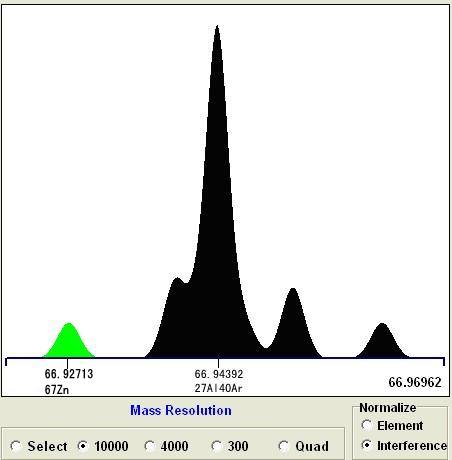 66.92713
67Zn
66.94392
27Al40Ar
66.96962
Mass Resolution
Select 10000 4000 300 Quad
Normalize
Element
Interference